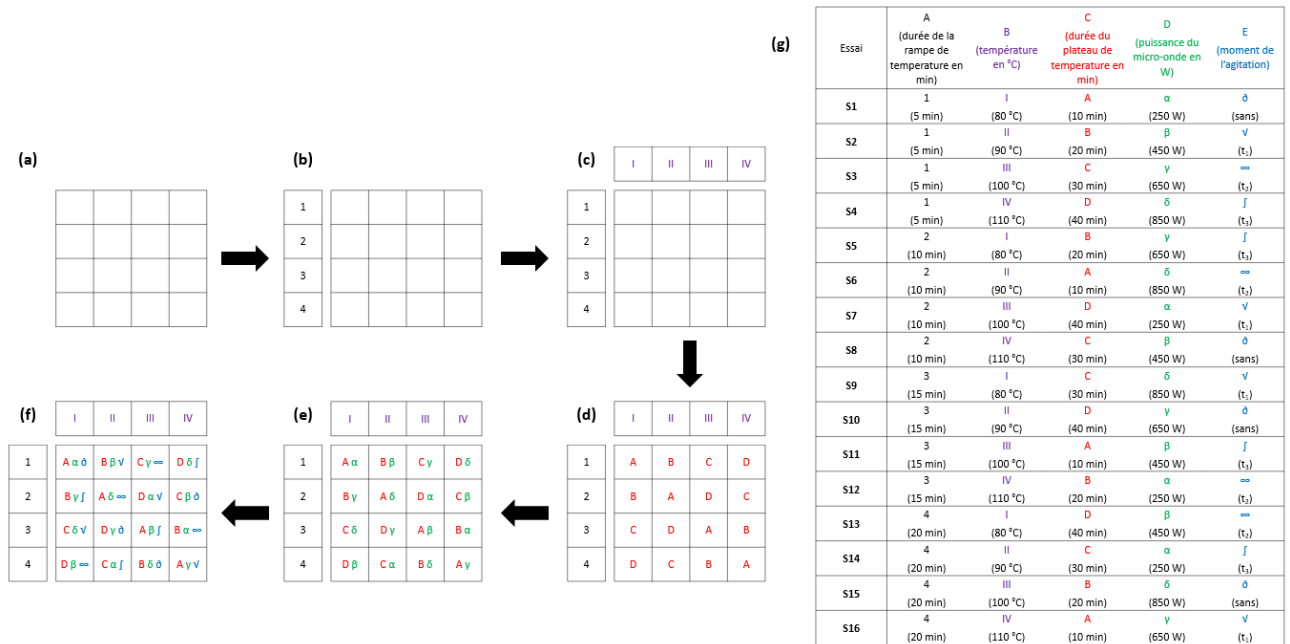 (a)
(b)
1
2
3
4
(c)
I II III IV
1
2
3
4
(d)
I II III IV
1 A B C D
2 B A D C
3 C D A B
4 D C B A
(e)
I II III IV
1 A α B β C γ D δ
2 B γ A δ D α C β
3 C δ D γ A β B α
4 D β C α B δ A γ
(f)
I II III IV
1 A α ∂ B β √ C γ ∞ D δ ∫
2 B γ ∫ A δ ∞ D α √ C β ∂
3 C δ √ D γ ∂ A β ∫ B α ∞
4 D β ∞ C α ∫ B δ ∂ A γ √
(g)
Essai
A
(durée de la
rampe de
temperature en
min)
B
(température
en °C)
C
(durée du
plateau de
temperature en
min)
D
(puissance du
micro-onde en
W)
E
(moment de
l'agitation)
S1
1 I A α ∂
(5 min) (80 °C) (10 min) (250 W) (sans)
S2
1 II B β √
(5 min) (90 °C) (20 min) (450 W) (t₁)
S3
1 III C γ ∞
(5 min) (100 °C) (30 min) (650 W) (t₂)
S4
1 IV D δ ∫
(5 min) (110 °C) (40 min) (850 W) (t₃)
S5
2 I B γ ∫
(10 min) (80 °C) (20 min) (650 W) (t₃)
S6
2 II A δ ∞
(10 min) (90 °C) (10 min) (850 W) (t₂)
S7
2 III D α √
(10 min) (100 °C) (40 min) (250 W) (t₁)
S8
2 IV C β ∂
(10 min) (110 °C) (30 min) (450 W) (sans)
S9
3 I C δ √
(15 min) (80 °C) (30 min) (850 W) (t₁)
S10
3 II D γ ∂
(15 min) (90 °C) (40 min) (650 W) (sans)
S11
3 III A β ∫
(15 min) (100 °C) (10 min) (450 W) (t₃)
S12
3 IV B α ∞
(15 min) (110 °C) (20 min) (250 W) (t₂)
S13
4 I D β ∞
(20 min) (80 °C) (40 min) (450 W) (t₂)
S14
4 II C α ∫
(20 min) (90 °C) (30 min) (250 W) (t₃)
S15
4 III B δ ∂
(20 min) (100 °C) (20 min) (850 W) (sans)
S16
4 IV A γ √
(20 min) (110 °C) (10 min) (650 W) (t₁)